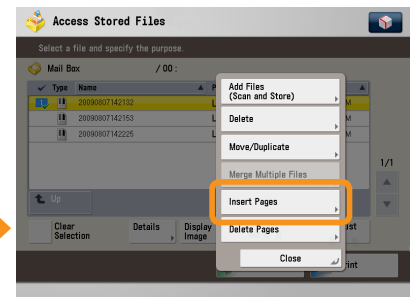 Access Stored Files
Select a file and specify the purpose.
Mail Box / 00 :
Type Name
1 20090807142132
20090807142153
20090807142225
Add Files
(Scan and Store)
Delete
Move/Duplicate
Merge Multiple Files
Insert Pages
Delete Pages
Close
1/1
Up
Clear
Selection
Details
Display
Image